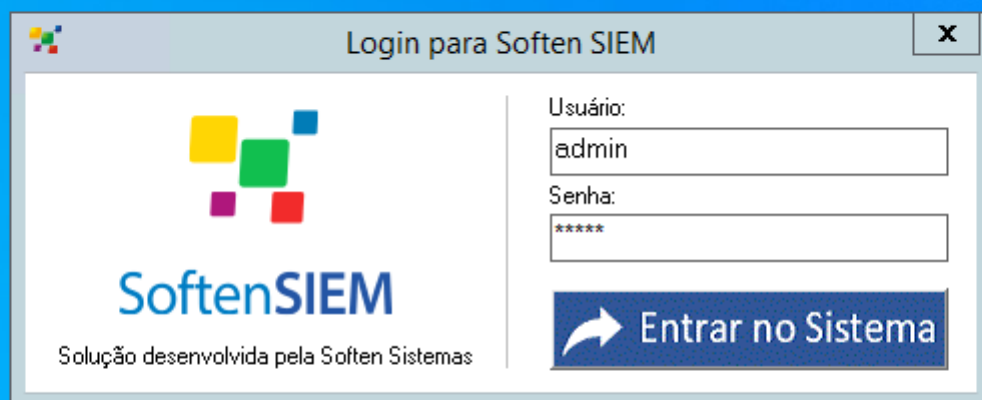 Login para Soften SIEM
x
SoftenSIEM
Solução desenvolvida pela Soften Sistemas
Usuário:
admin
Senha:
*****
Entrar no Sistema